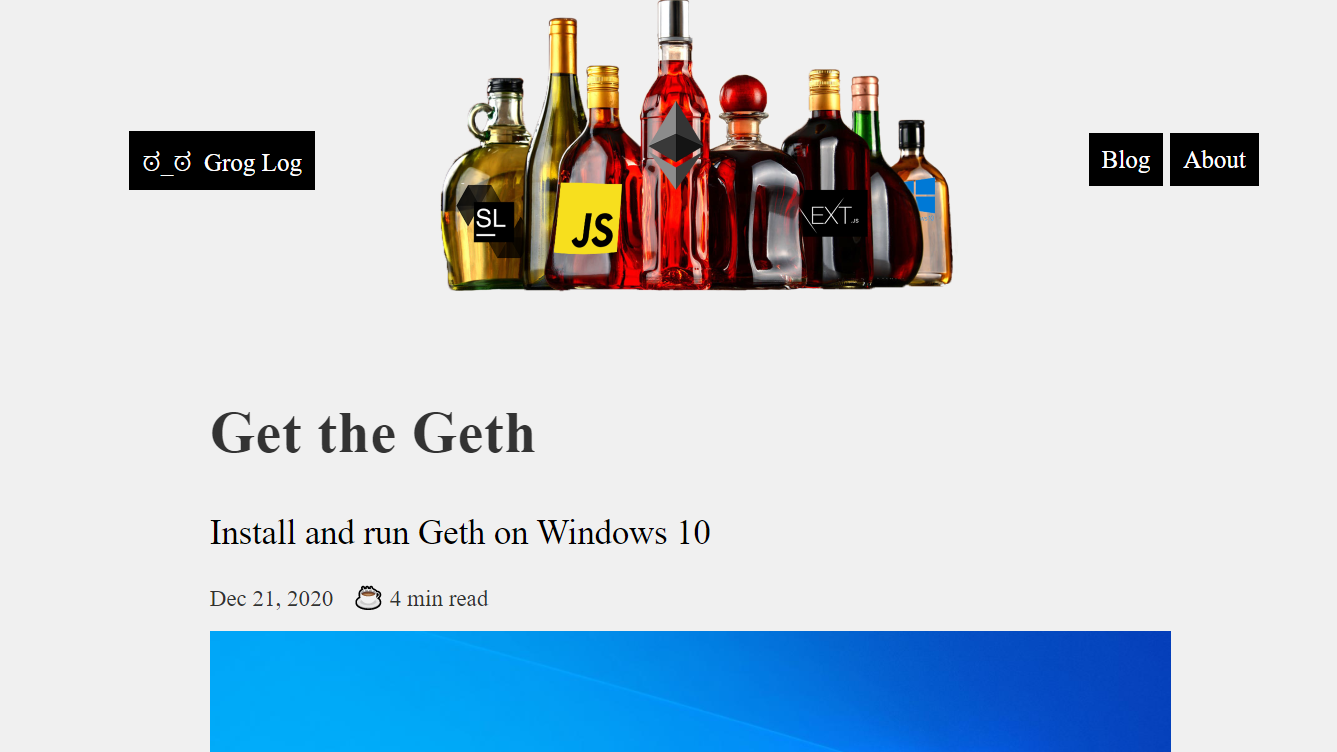 ಠ_ಠ Grog Log
SL
JS
NEXT.JS
Blog
About
Get the Geth
Install and run Geth on Windows 10
Dec 21, 2020 4 min read